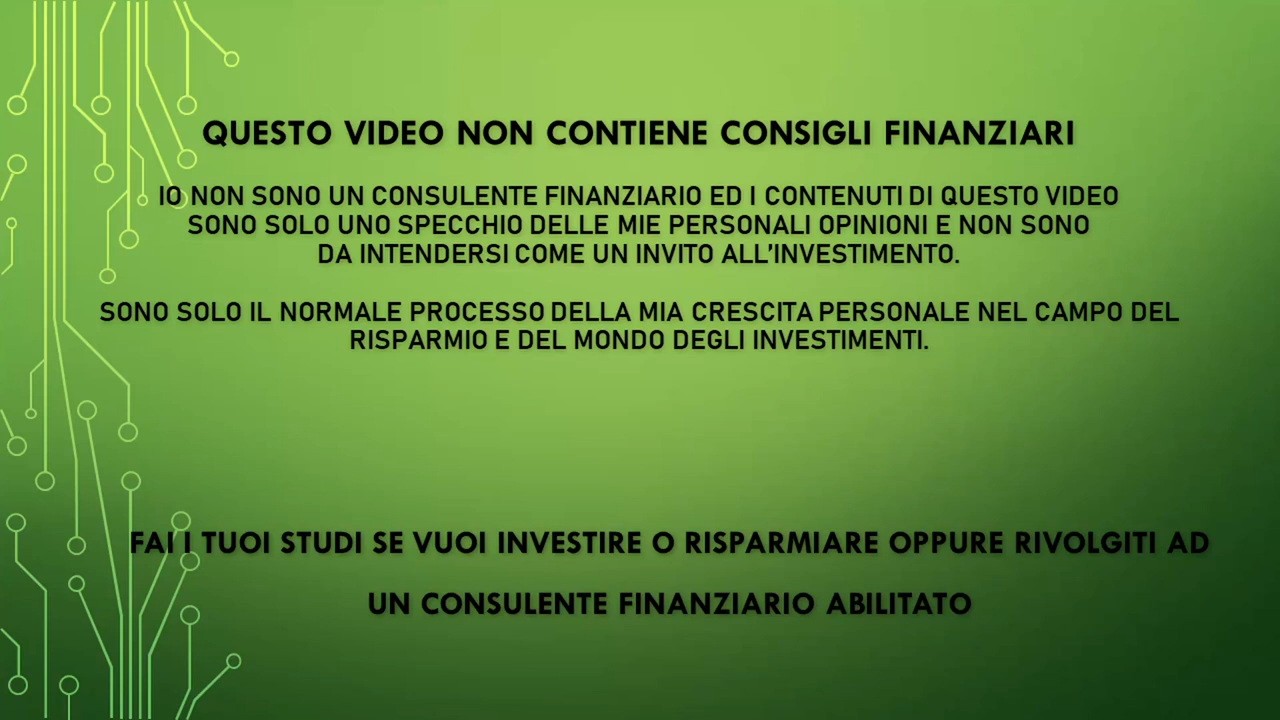 QUESTO VIDEO NON CONTIENE CONSIGLI FINANZIARI
IO NON SONO UN CONSULENTE FINANZIARIO ED I CONTENUTI DI QUESTO VIDEO
SONO SOLO UNO SPECCHIO DELLE MIE PERSONALI OPINIONI E NON SONO
DA INTENDERSI COME UN INVITO ALL'INVESTIMENTO.
SONO SOLO IL NORMALE PROCESSO DELLA MIA CRESCITA PERSONALE NEL CAMPO DEL
RISPARMIO E DEL MONDO DEGLI INVESTIMENTI.
FAI I TUOI STUDI SE VUOI INVESTIRE O RISPARMIARE OPPURE RIVOLGITI AD
UN CONSULENTE FINANZIARIO ABILITATO